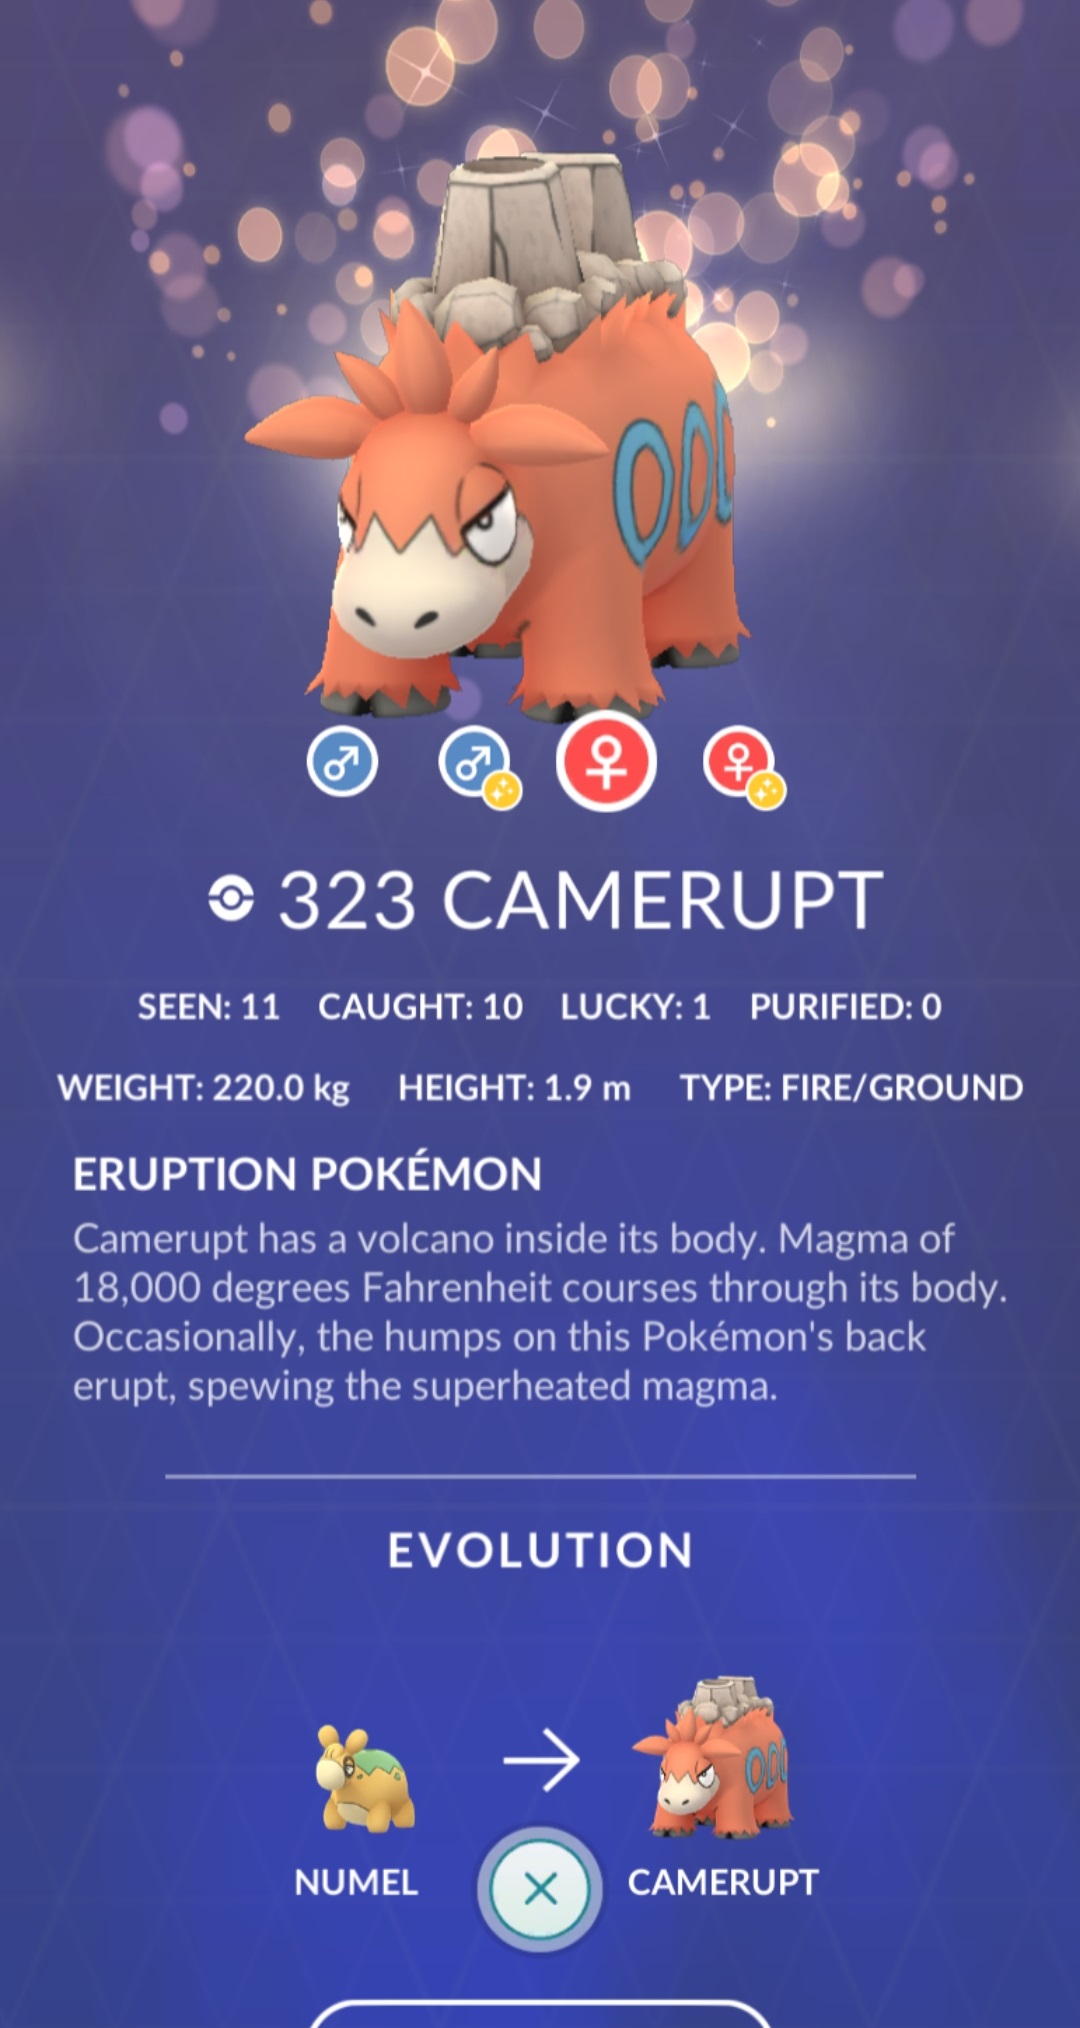 323 CAMERUPT
SEEN: 11 CAUGHT: 10 LUCKY: 1 PURIFIED: 0
WEIGHT: 220.0 kg HEIGHT: 1.9 m TYPE: FIRE/GROUND
ERUPTION POKÉMON
Camerupt has a volcano inside its body. Magma of
18,000 degrees Fahrenheit courses through its body.
Occasionally, the humps on this Pokémon's back
erupt, spewing the superheated magma.
EVOLUTION
NUMEL CAMERUPT